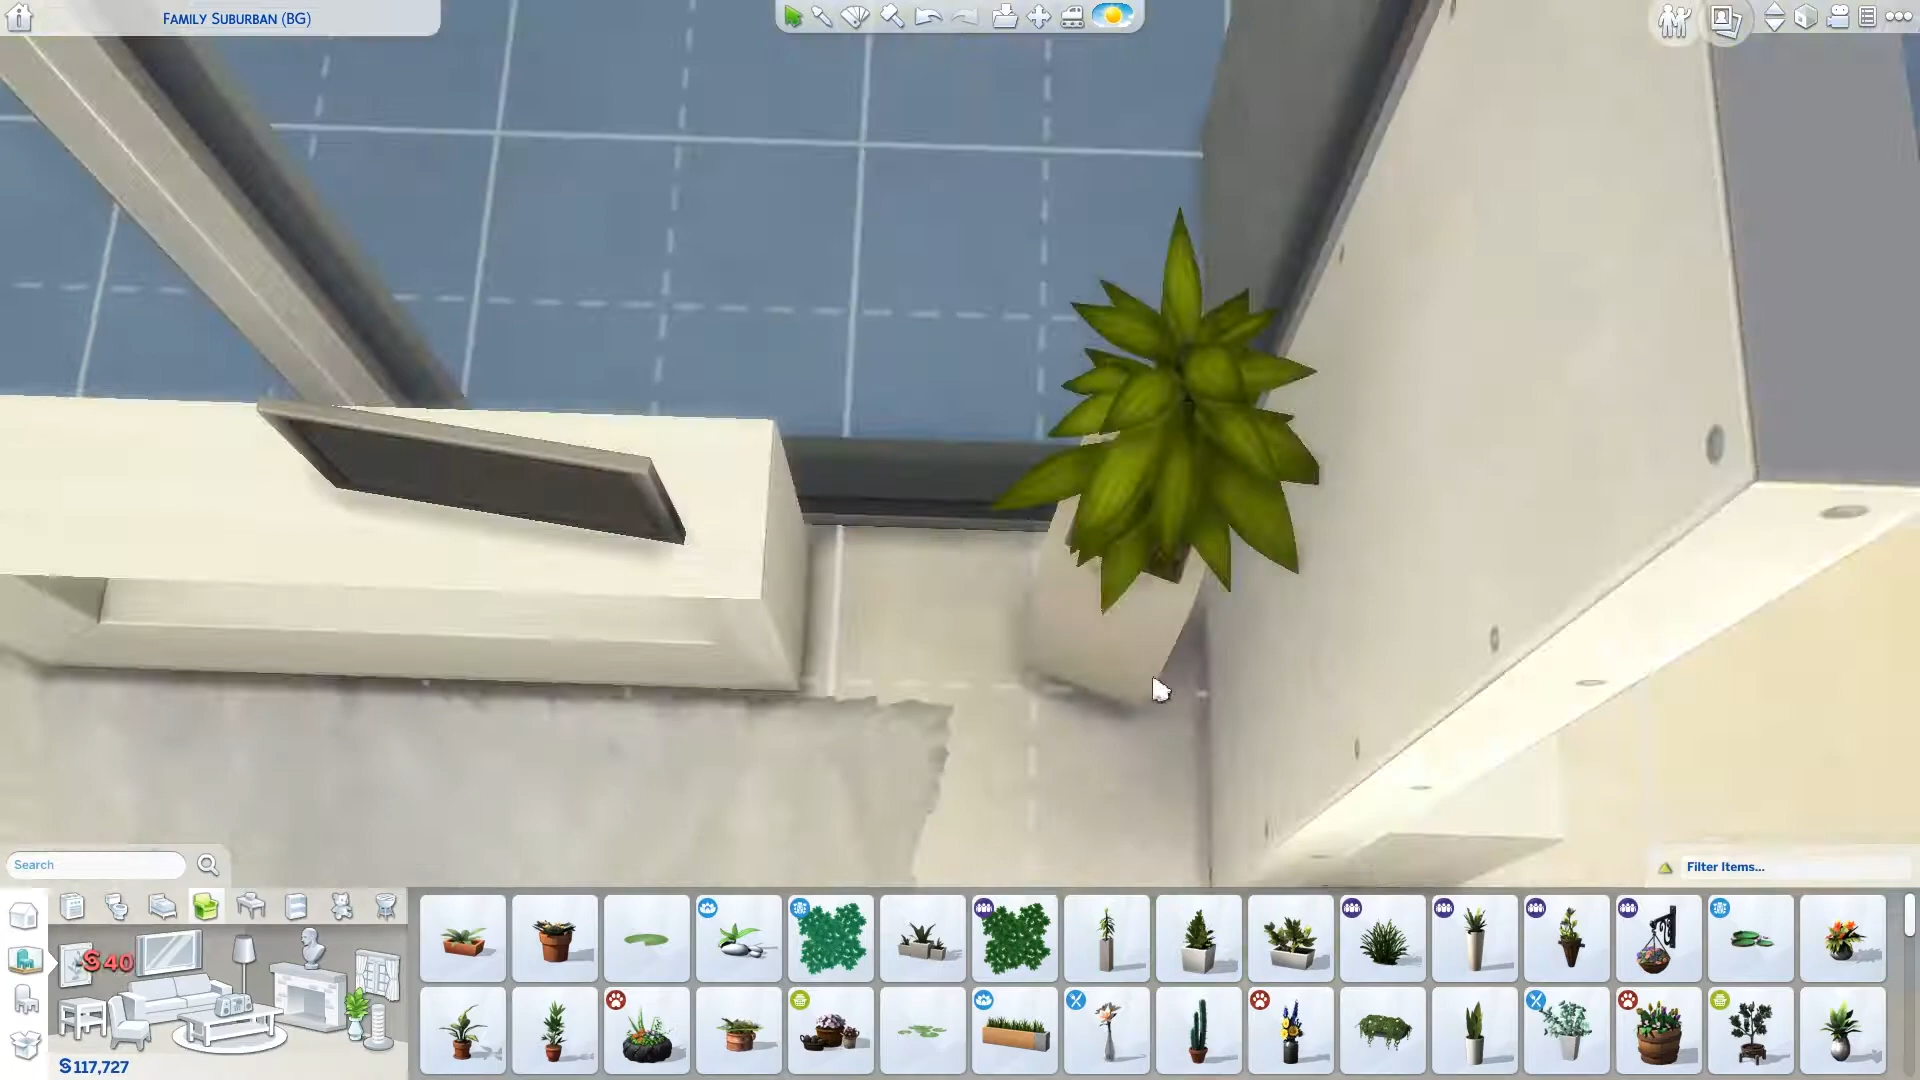 FAMILY SUBURBAN (BG)
Search
Filter Items...
§40
§117,727